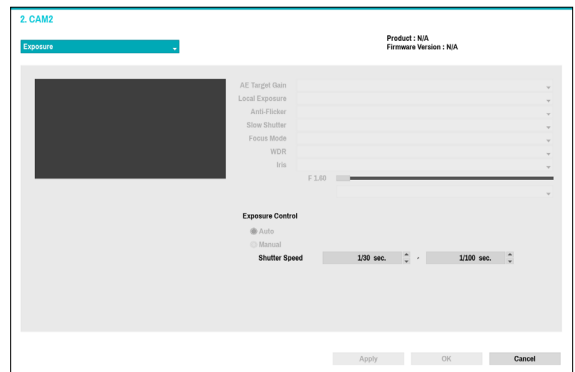 2. CAM2
Exposure
Product : N/A
Firmware Version : N/A
AE Target Gain
Local Exposure
Anti-Flicker
Slow Shutter
Focus Mode
WDR
Iris
F 1.60
Exposure Control
Auto
Manual
Shutter Speed 1/30 sec. - 1/100 sec.
Apply OK Cancel